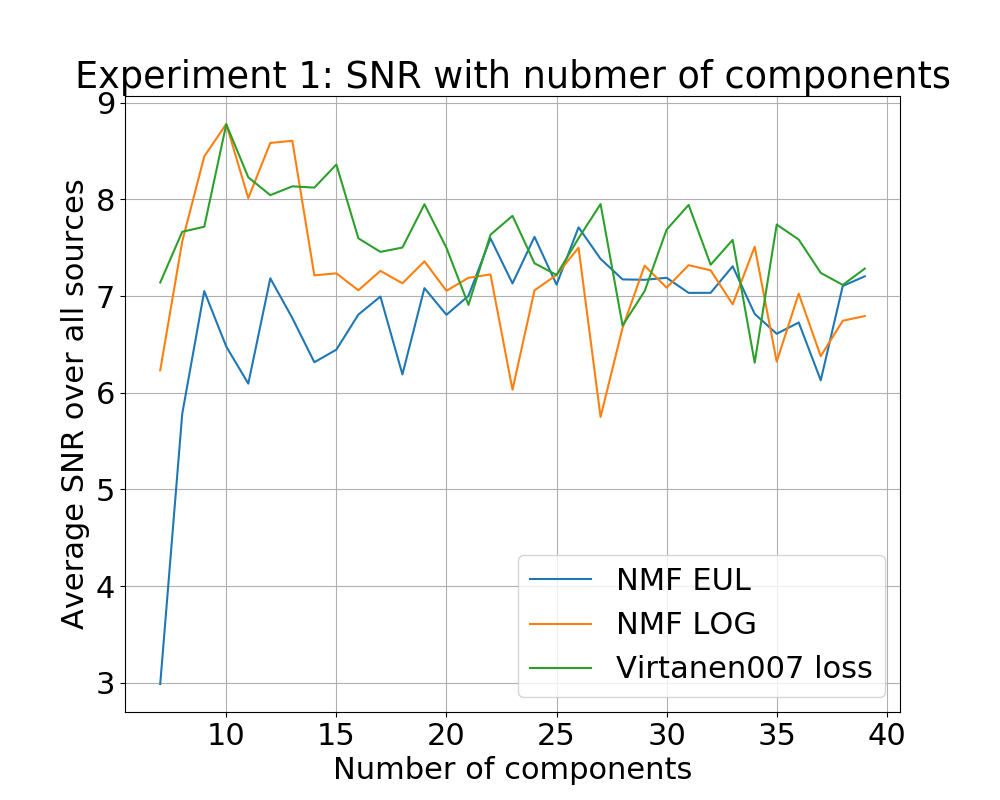 Experiment 1: SNR with nubmer of components
Average SNR over all sources
9
8
7
6
5
4
3
NMF EUL
NMF LOG
Virtanen007 loss
10 15 20 25 30 35 40
Number of components